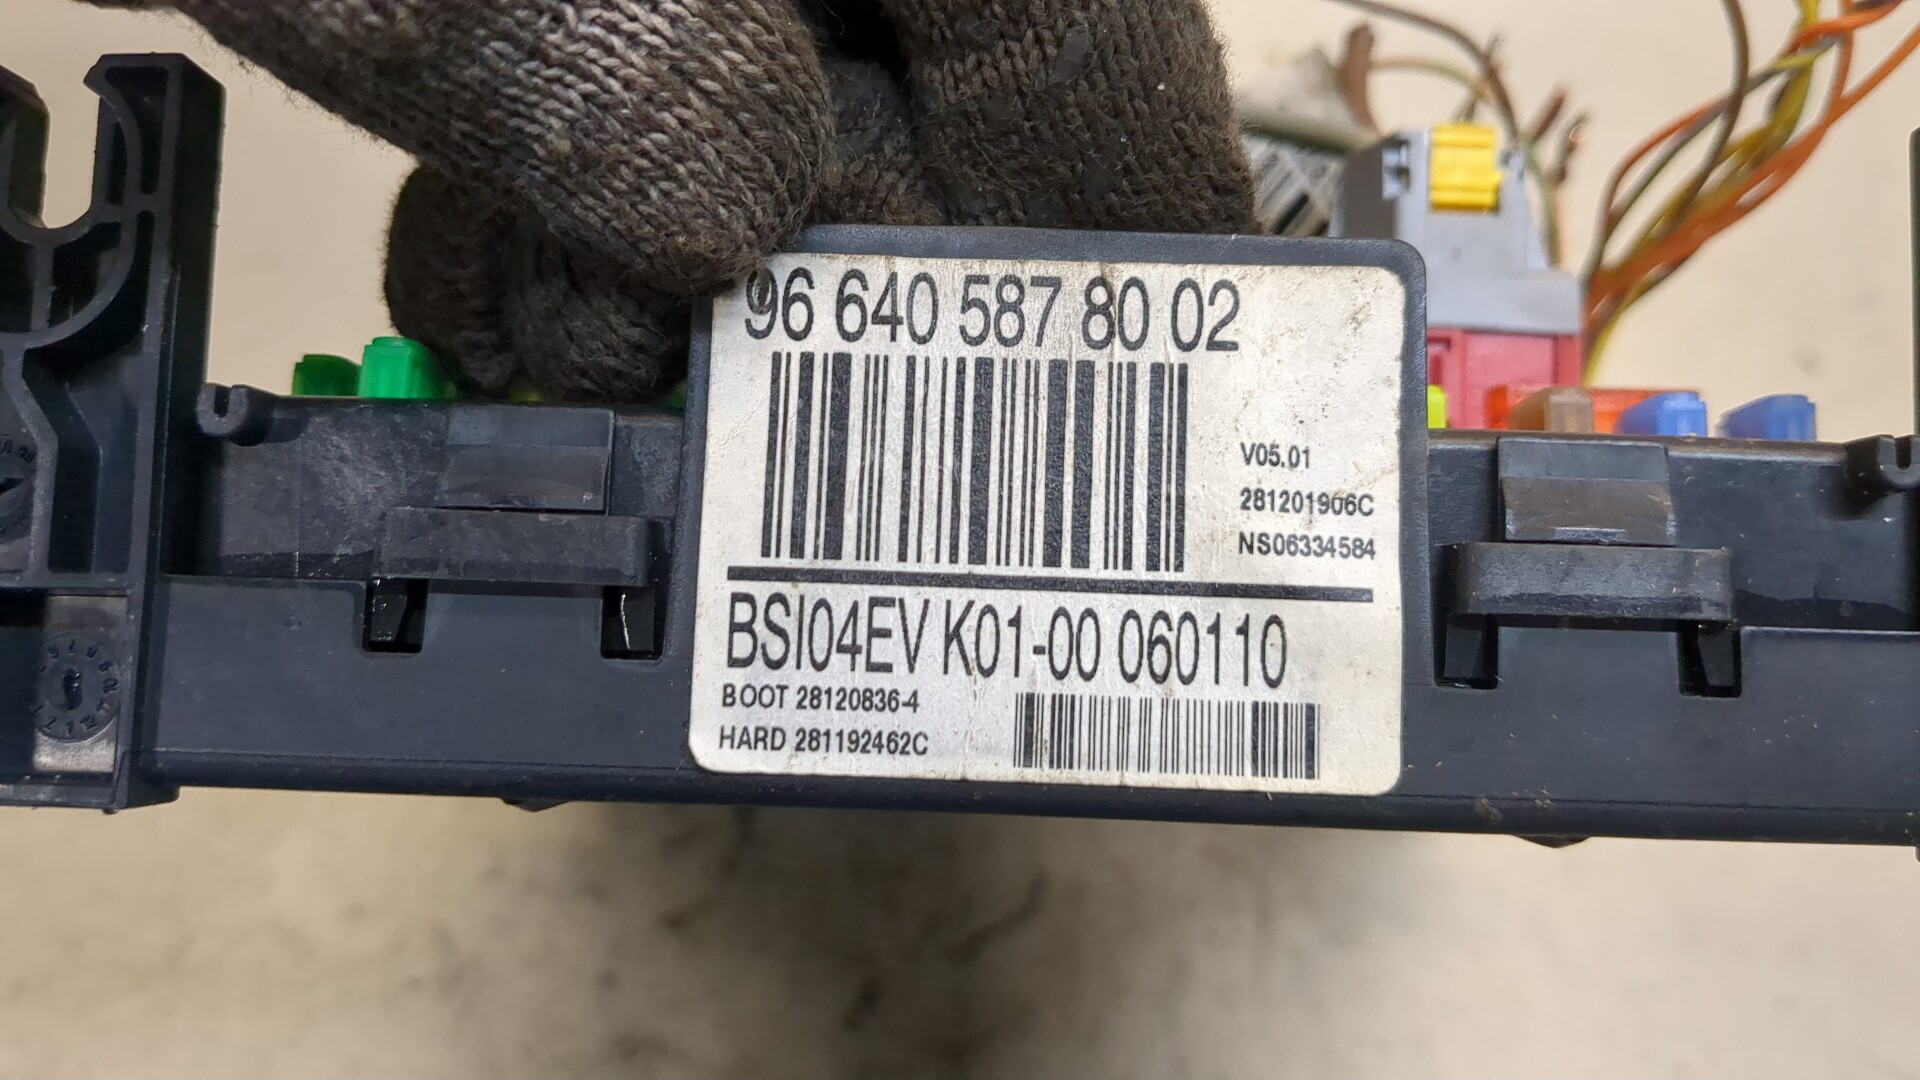 96 640 587 80 02
V05.01
281201906C
NS06334584
BSI04EV K01-00 060110
BOOT 28120836-4
HARD 281192462C